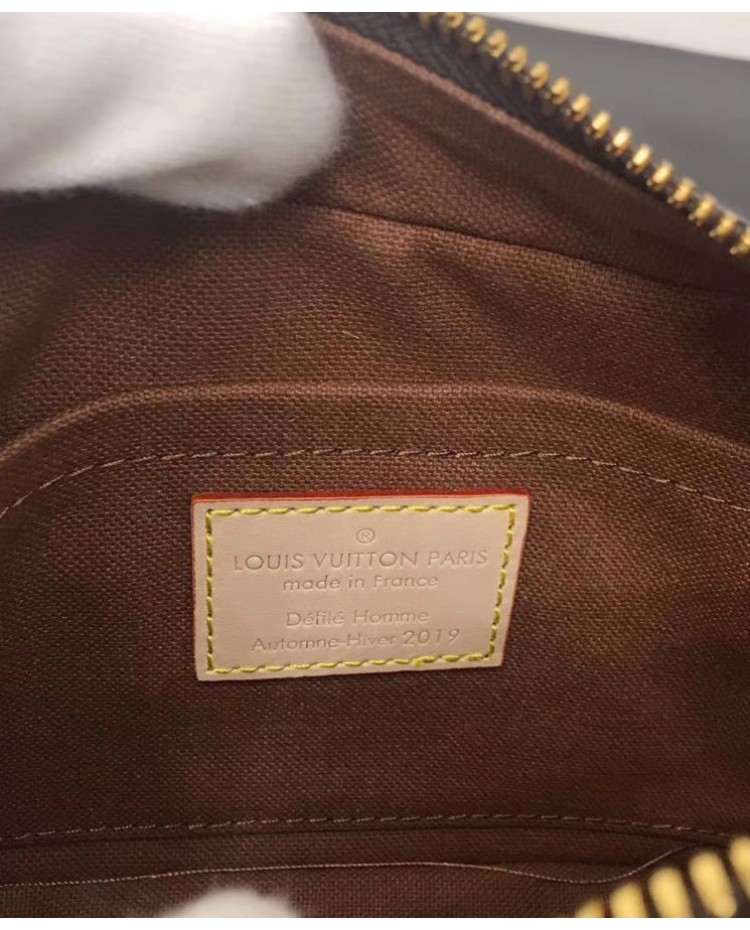 ®
LOUIS VUITTON PARIS
made in France
Défilé Homme
Automne-Hiver 2019